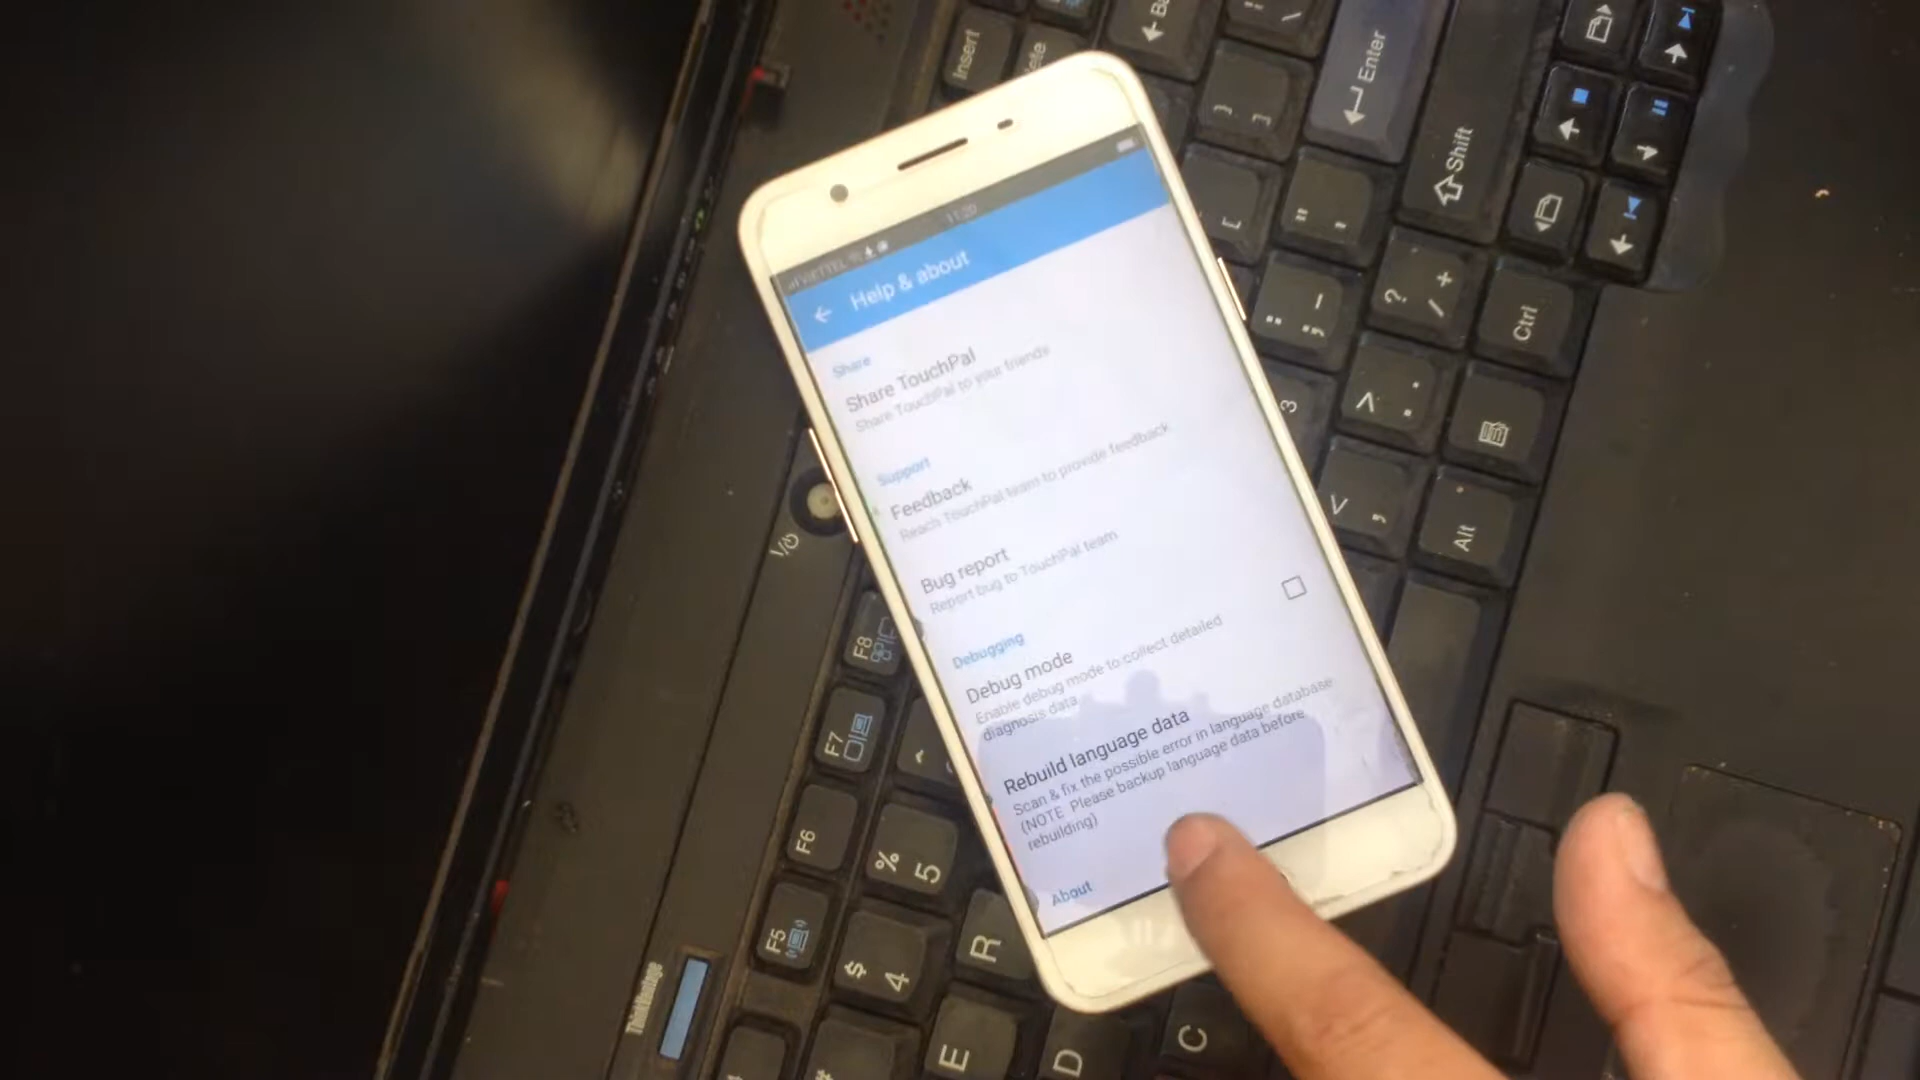 VIETTEL
11:20
Help & about
Share
Share TouchPal
Share TouchPal to your friends
Support
Feedback
Reach TouchPal team to provide feedback
Bug report
Report bug to TouchPal team
Debugging
Debug mode
Enable debug mode to collect detailed
diagnosis data
Rebuild language data
Scan & fix the possible error in language database
(NOTE: Please backup language data before
rebuilding)
About
Insert
Enter
Shift
Ctrl
Alt
F8
F7
F6
F5
% 5
$ 4
R
E
D
C